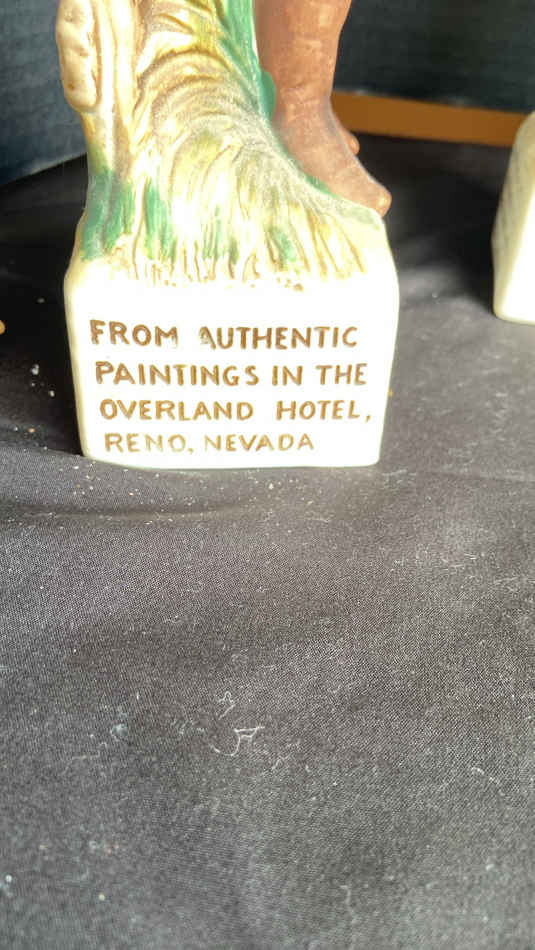 FROM AUTHENTIC
PAINTINGS IN THE
OVERLAND HOTEL,
RENO, NEVADA